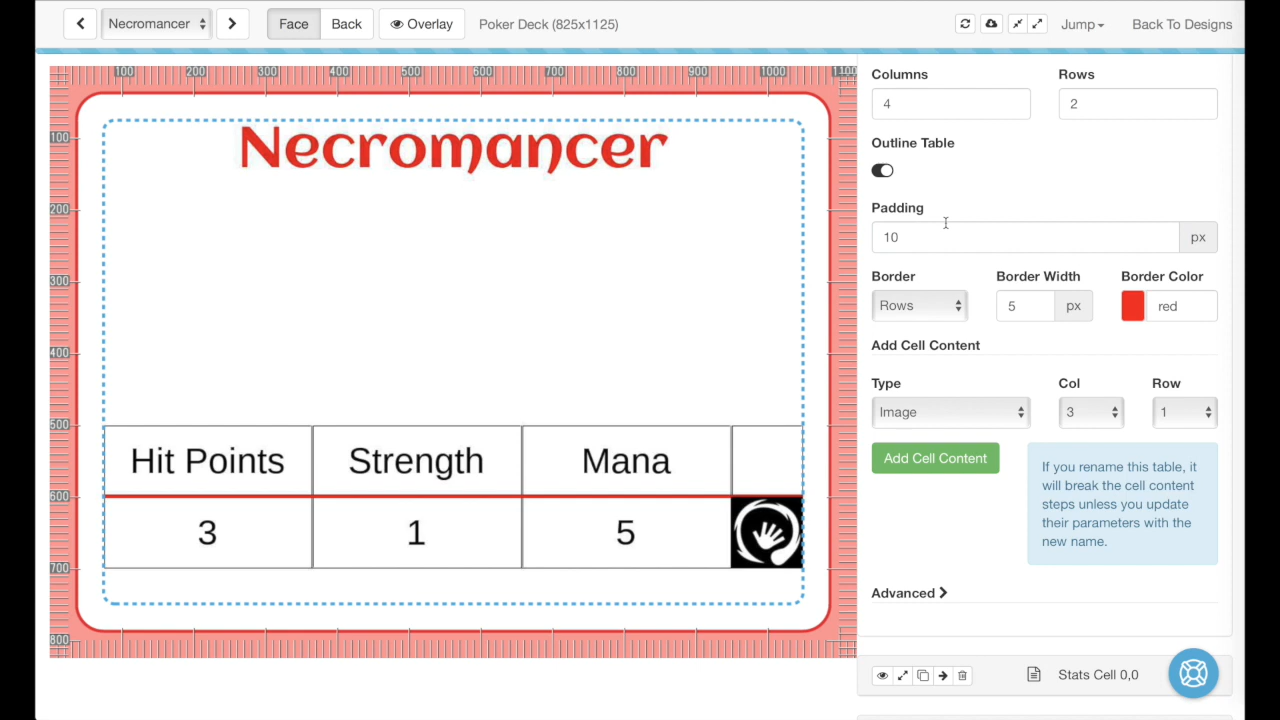 Necromancer
Face
Back
Overlay
Poker Deck (825x1125)
Jump
Back To Designs
100 200 300 400 500 600 700 800 900 1000 1100
100
200
300
400
500
600
700
800
Necromancer
Hit Points Strength Mana
3 1 5
Columns Rows
4 2
Outline Table
Padding
10 px
Border Border Width Border Color
Rows 5 px red
Add Cell Content
Type Col Row
Image 3 1
Add Cell Content
If you rename this table, it
will break the cell content
steps unless you update
their parameters with the
new name.
Advanced
Stats Cell 0,0